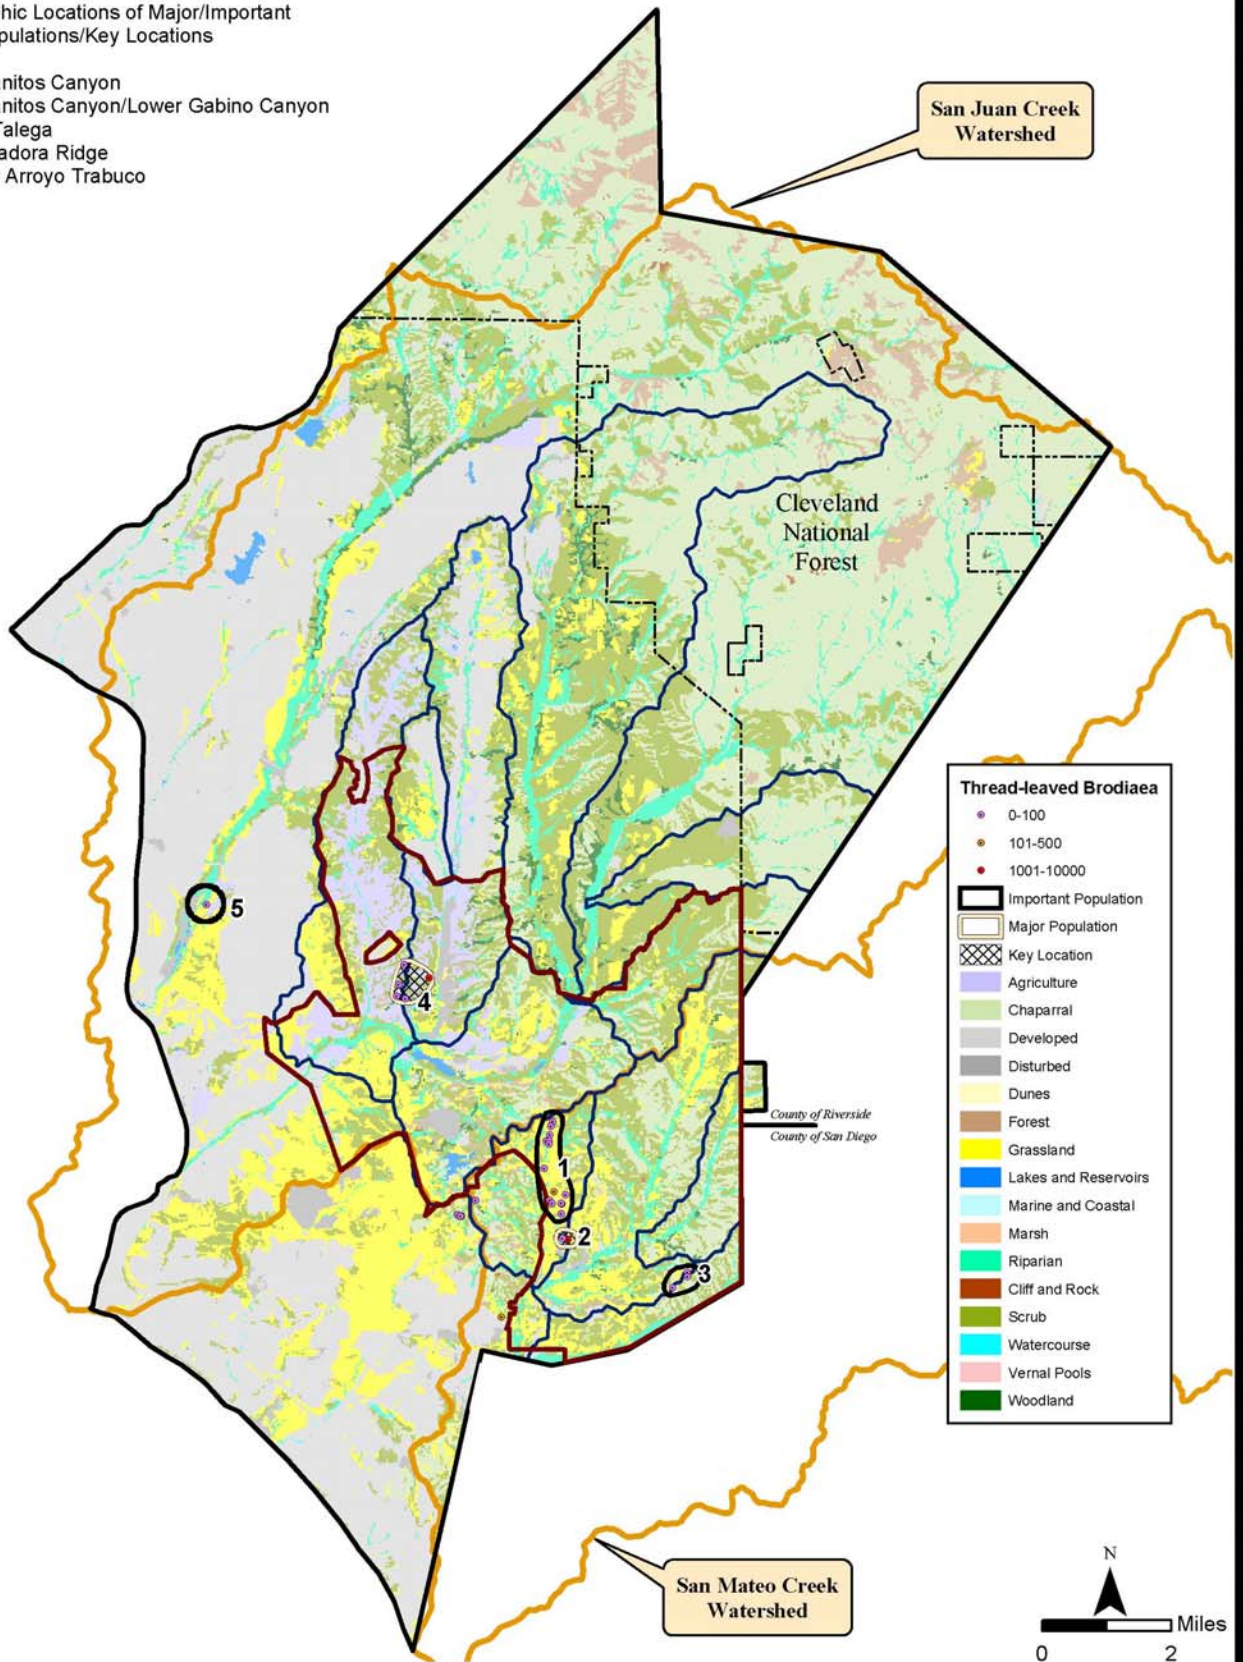 hic Locations of Major/Important
pulations/Key Locations
nitos Canyon
nitos Canyon/Lower Gabino Canyon
Talega
adora Ridge
Arroyo Trabuco
San Juan Creek
Watershed
Cleveland
National
Forest
Thread-leaved Brodiaea
0-100
101-500
1001-10000
Important Population
Major Population
Key Location
Agriculture
Chaparral
Developed
Disturbed
Dunes
Forest
Grassland
Lakes and Reservoirs
Marine and Coastal
Marsh
Riparian
Cliff and Rock
Scrub
Watercourse
Vernal Pools
Woodland
5
4
County of Riverside
County of San Diego
1
2
3
San Mateo Creek
Watershed
N
Miles
0 2